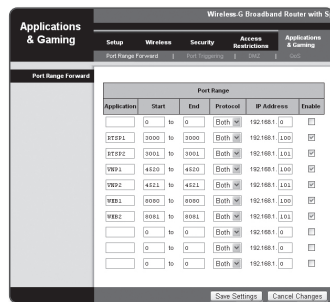 Wireless-G Broadband Router with S
Applications & Gaming
Setup Wireless Security Access Restrictions Applications & Gaming
Port Range Forward | Port Triggering | DMZ | QoS
Port Range Forward
Port Range
Application Start End Protocol IP Address Enable
0 to 0 Both 192.168.1. 0
RTSP1 3000 to 3000 Both 192.168.1. 100
RTSP2 3001 to 3001 Both 192.168.1. 101
VNP1 4520 to 4520 Both 192.168.1. 100
VNP2 4521 to 4521 Both 192.168.1. 101
WEB1 8080 to 8080 Both 192.168.1. 100
WEB2 8081 to 8081 Both 192.168.1. 101
0 to 0 Both 192.168.1. 0
0 to 0 Both 192.168.1. 0
0 to 0 Both 192.168.1. 0
Save Settings Cancel Changes